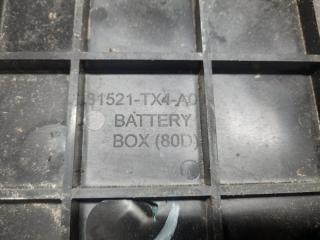 31521-TX4-A0
BATTERY
BOX (80D)